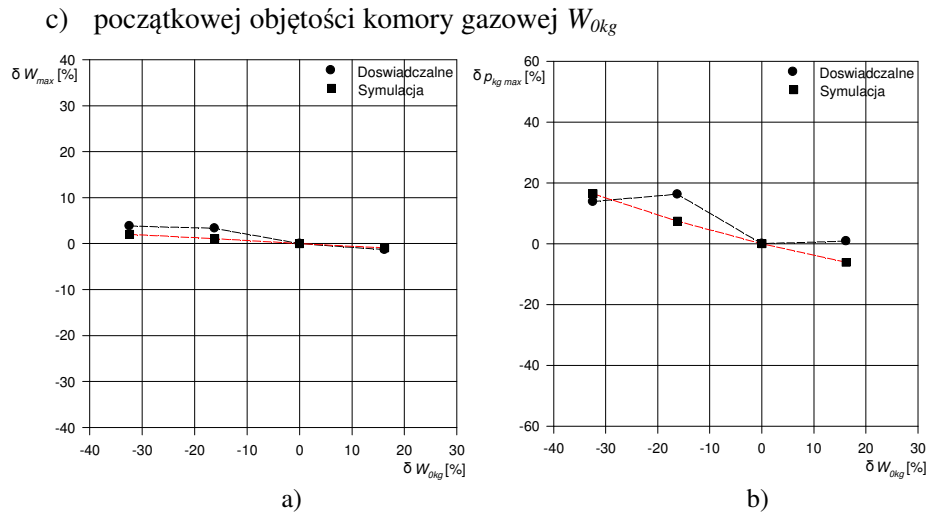 c) początkowej objętości komory gazowej W0kg
δ Wmax [%]
40
30
20
10
0
-10
-20
-30
-40
-40 -30 -20 -10 0 10 20 30
Doswiadczalne
Symulacja
δ W0kg [%]
a)
δ pkg max [%]
60
40
20
0
-20
-40
-60
-40 -30 -20 -10 0 10 20 30
Doswiadczalne
Symulacja
δ W0kg [%]
b)